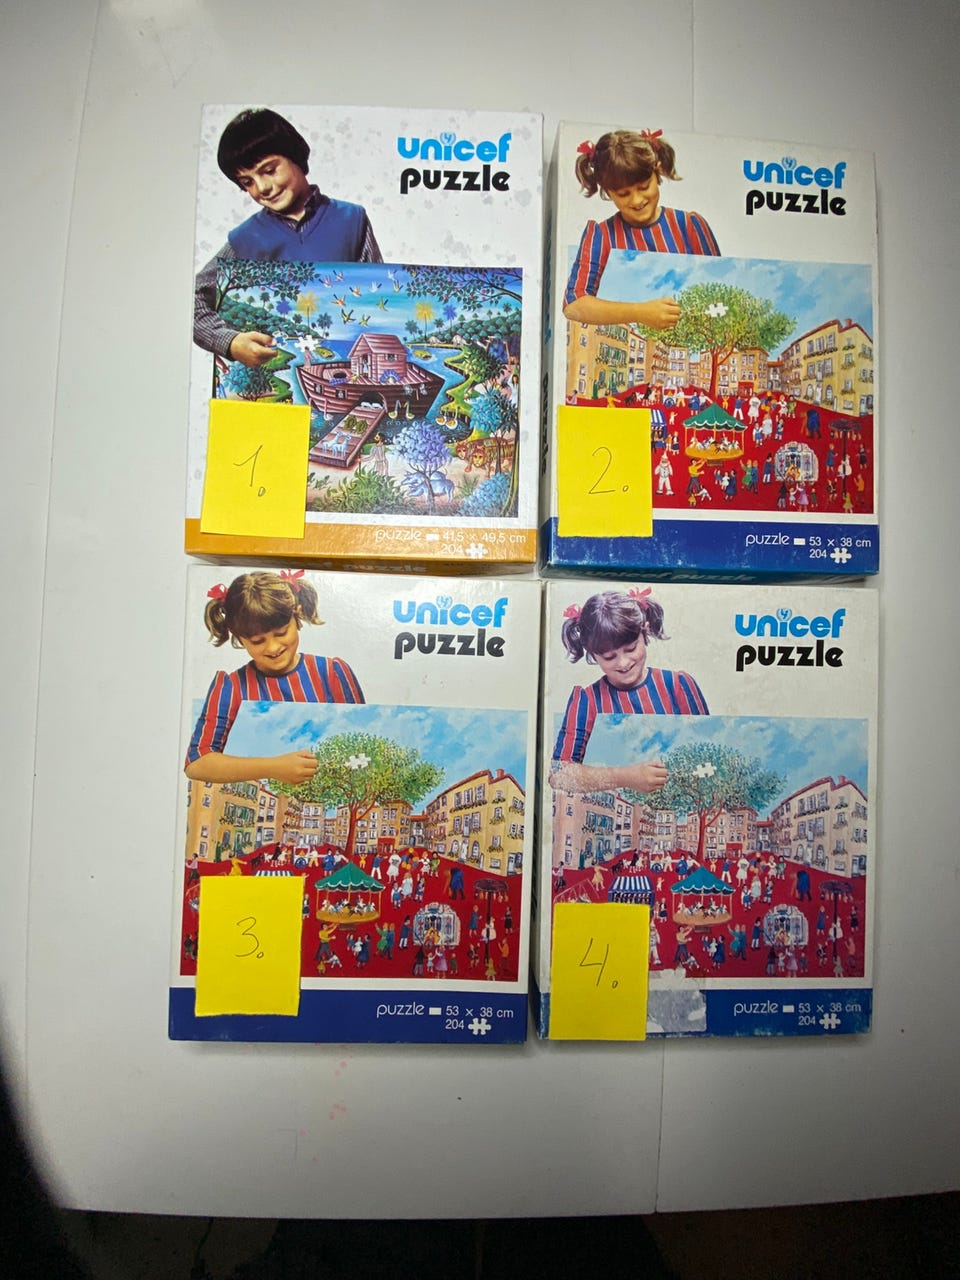 unicef
puzzle
1.
puzzle 41,5 x 49,5 cm
204
unicef
puzzle
2.
puzzle 53 x 38 cm
204
unicef
puzzle
3.
puzzle 53 x 38 cm
204
unicef
puzzle
4.
puzzle 53 x 38 cm
204